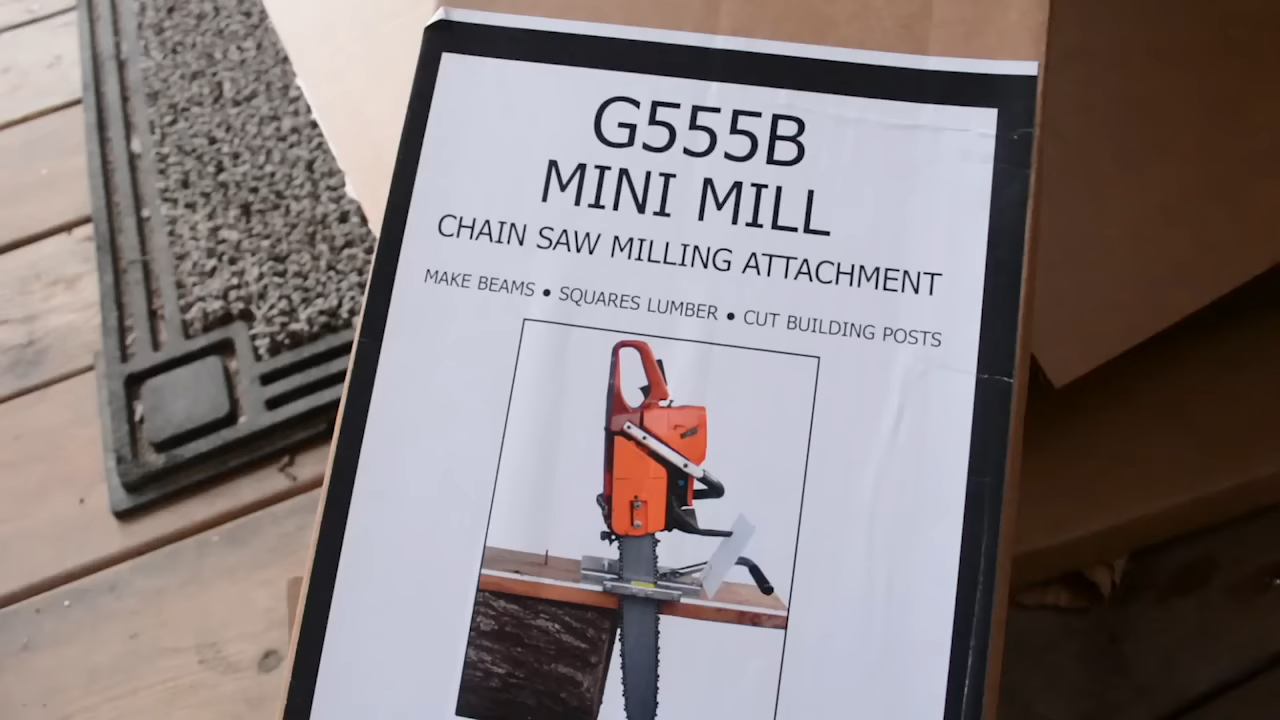 G555B
MINI MILL
CHAIN SAW MILLING ATTACHMENT
MAKE BEAMS • SQUARES LUMBER • CUT BUILDING POSTS